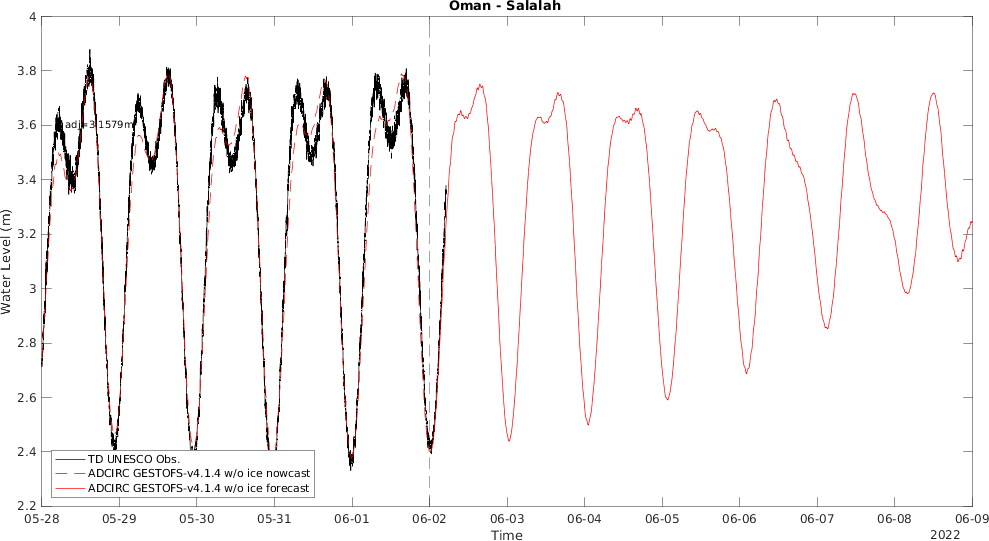 Oman - Salalah
4
3.8
3.6
3.4
3.2
3
2.8
2.6
2.4
2.2
Water Level (m)
adj=3.1579m
TD UNESCO Obs.
ADCIRC GESTOFS-v4.1.4 w/o ice nowcast
ADCIRC GESTOFS-v4.1.4 w/o ice forecast
05-28 05-29 05-30 05-31 06-01 06-02 06-03 06-04 06-05 06-06 06-07 06-08 06-09
Time
2022